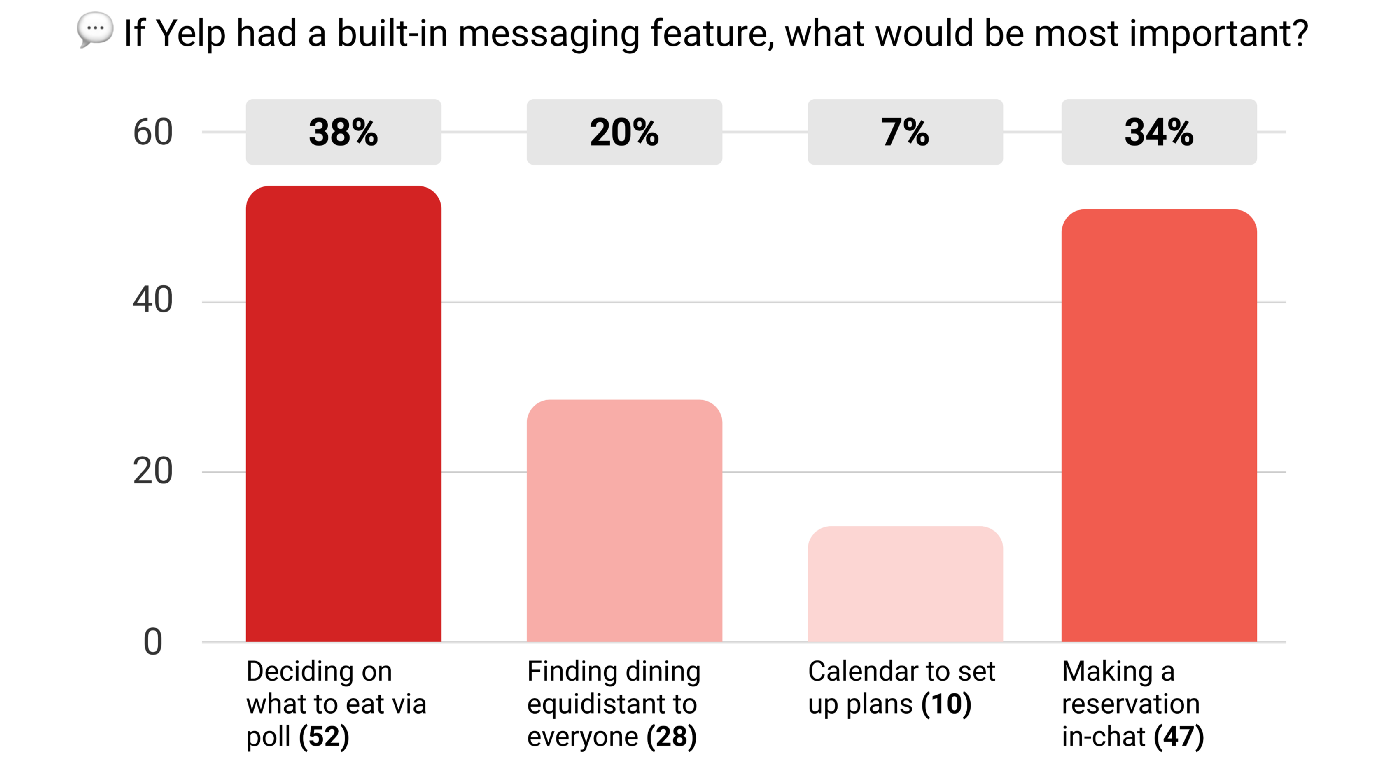 💬 If Yelp had a built-in messaging feature, what would be most important?
60
38%
20%
7%
34%
40
20
0
Deciding on
what to eat via
poll (52)
Finding dining
equidistant to
everyone (28)
Calendar to set
up plans (10)
Making a
reservation
in-chat (47)